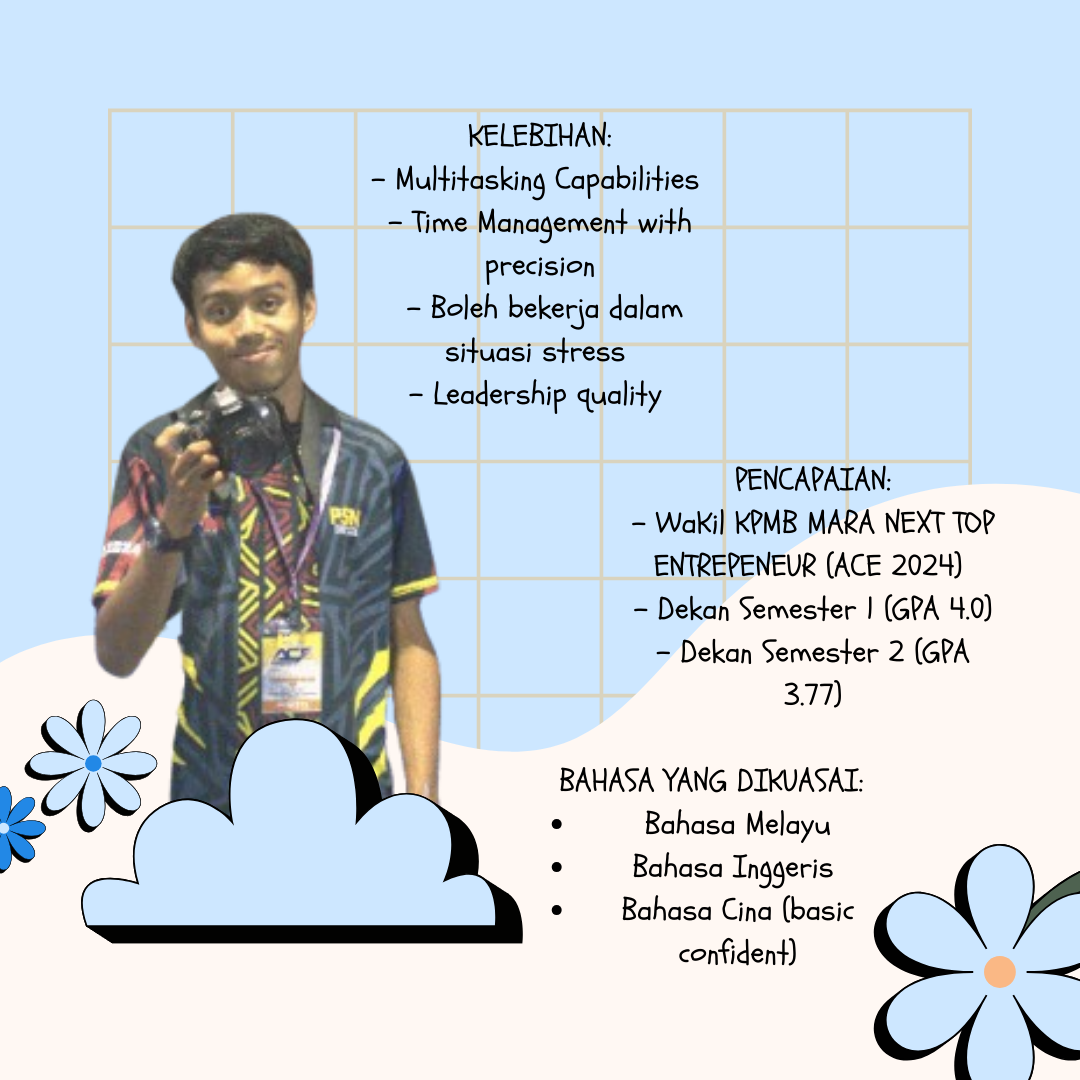 KELEBIHAN:
- Multitasking Capabilities
- Time Management with
precision
- Boleh bekerja dalam
situasi stress
- Leadership quality
PSN
ACE
PENCAPAIAN:
- Wakil KPMB MARA NEXT TOP
ENTREPENEUR (ACE 2024)
- Dekan Semester 1 (GPA 4.0)
- Dekan Semester 2 (GPA
3.77)
BAHASA YANG DIKUASAI:
• Bahasa Melayu
• Bahasa Inggeris
• Bahasa Cina (basic
confident)